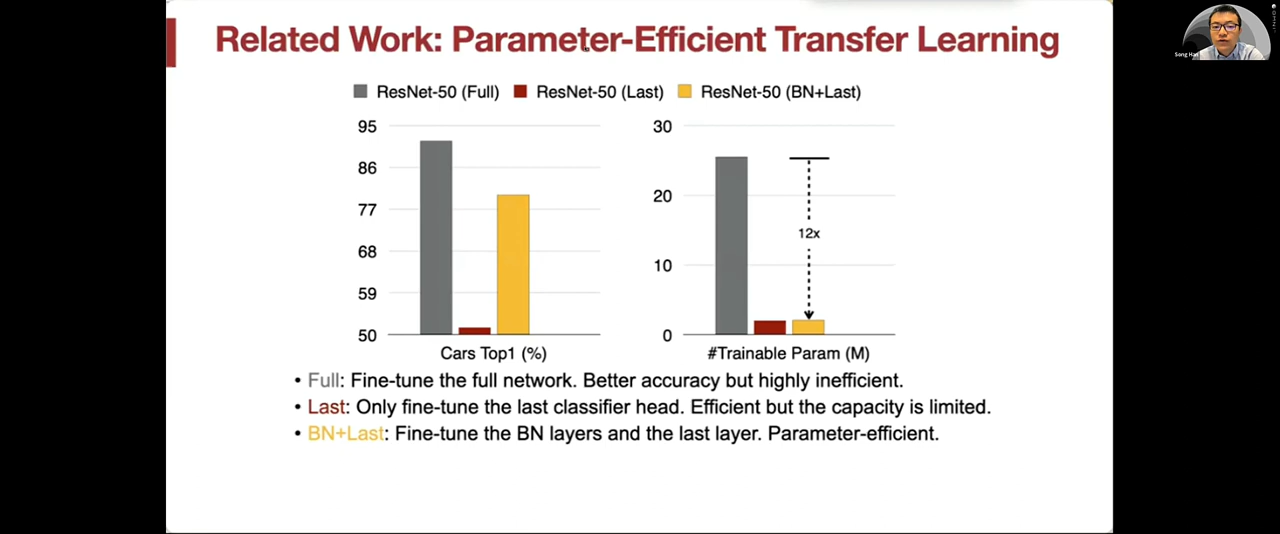 Related Work: Parameter-Efficient Transfer Learning
Song Han
ResNet-50 (Full) ResNet-50 (Last) ResNet-50 (BN+Last)
95
86
77
68
59
50
Cars Top1 (%)
30
20
10
0
12x
#Trainable Param (M)
• Full: Fine-tune the full network. Better accuracy but highly inefficient.
• Last: Only fine-tune the last classifier head. Efficient but the capacity is limited.
• BN+Last: Fine-tune the BN layers and the last layer. Parameter-efficient.